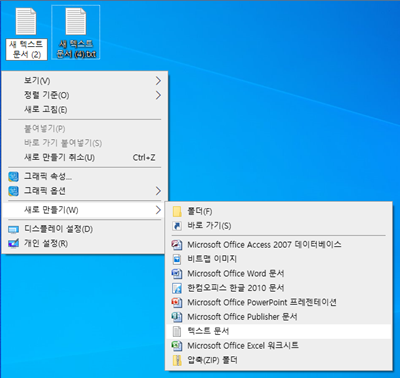 새 텍스트
문서 (2)
새 텍스트
문서 (4).txt
보기(V)
정렬 기준(O)
새로 고침(E)
붙여넣기(P)
바로 가기 붙여넣기(S)
새로 만들기 취소(U) Ctrl+Z
그래픽 속성...
그래픽 옵션
새로 만들기(W)
디스플레이 설정(D)
개인 설정(R)
폴더(F)
바로 가기(S)
Microsoft Office Access 2007 데이터베이스
비트맵 이미지
Microsoft Office Word 문서
한컴오피스 한글 2010 문서
Microsoft Office PowerPoint 프레젠테이션
Microsoft Office Publisher 문서
텍스트 문서
Microsoft Office Excel 워크시트
압축(ZIP) 폴더